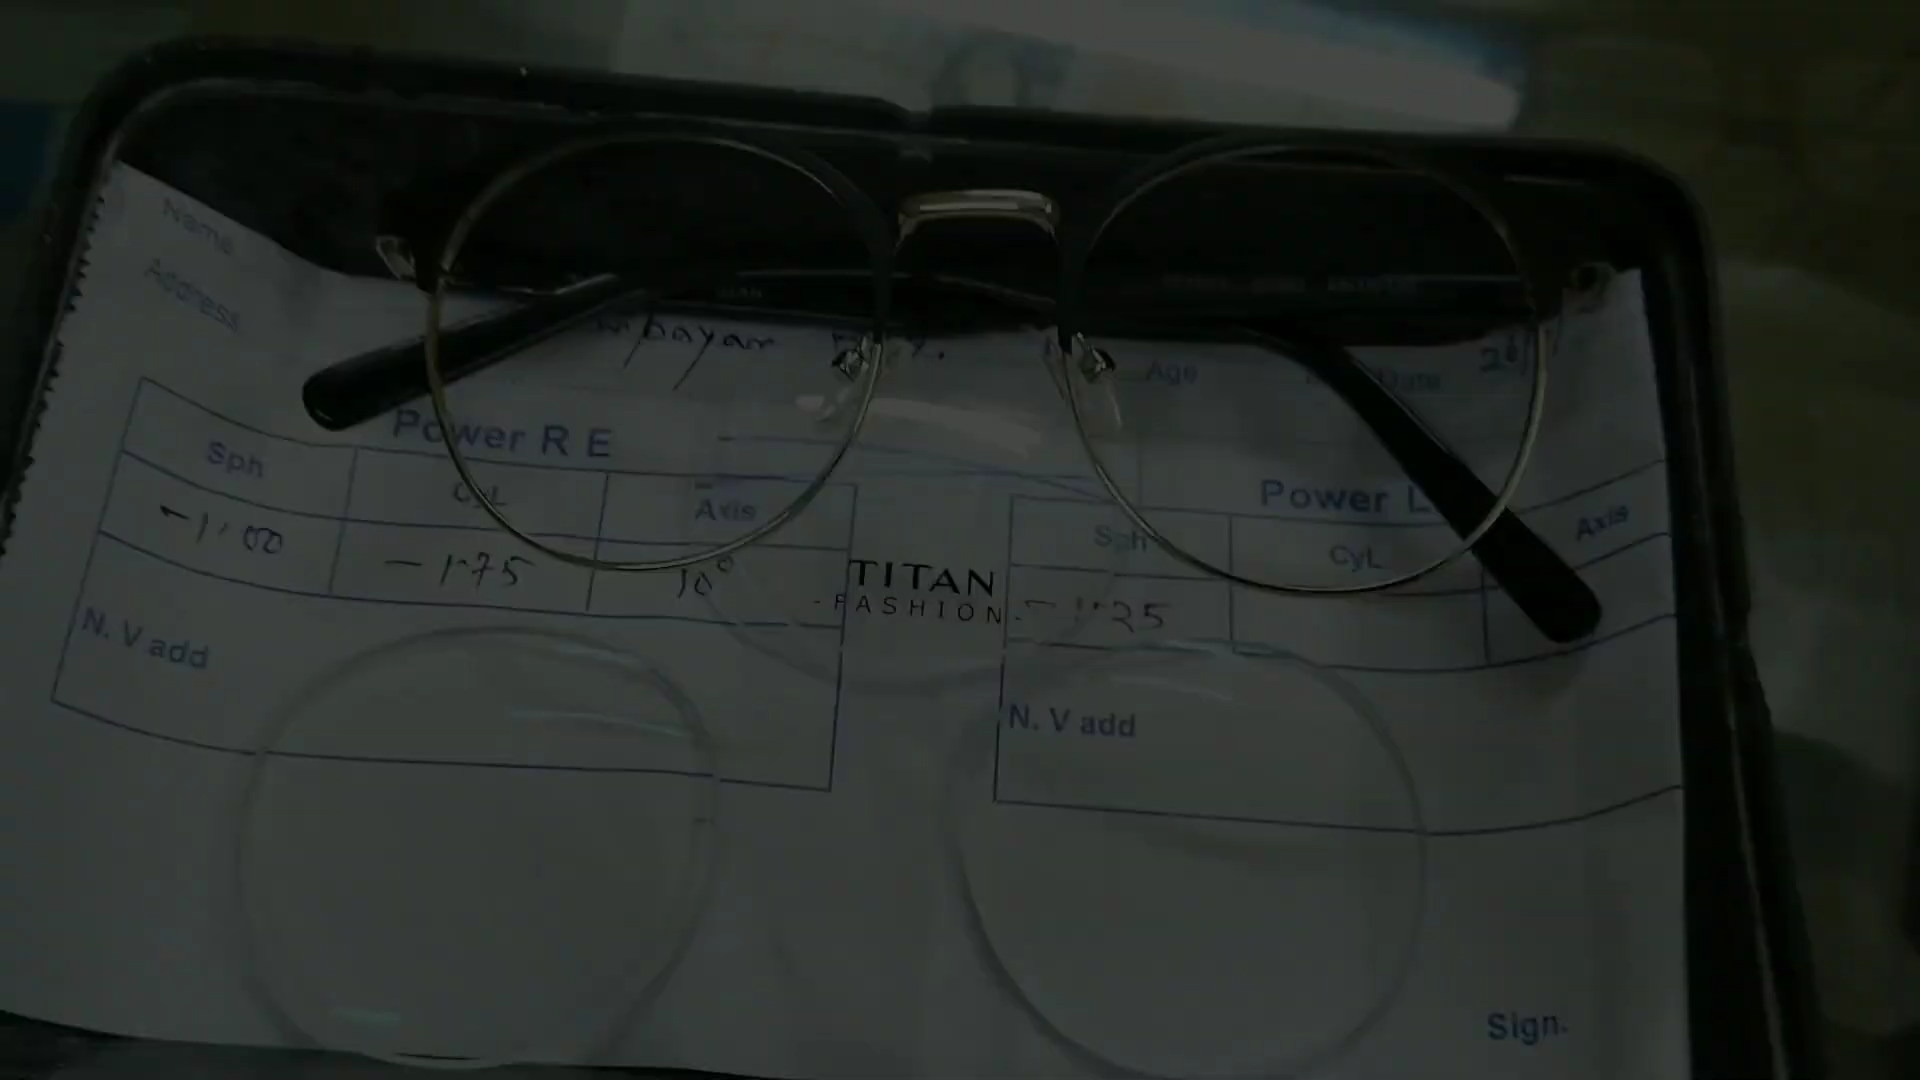 Name
Address
Age Date
Power R E
Sph CyL Axis
-1.00 -1.75 10°
N. V add
TITAN
-FASHION-
Power L
Sph CyL Axis
-1.25
N. V add
Sign.